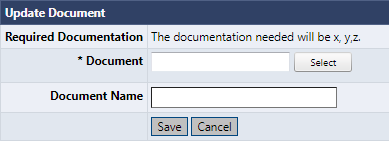 Update Document
Required Documentation The documentation needed will be x, y,z.
* Document Select
Document Name
Save Cancel